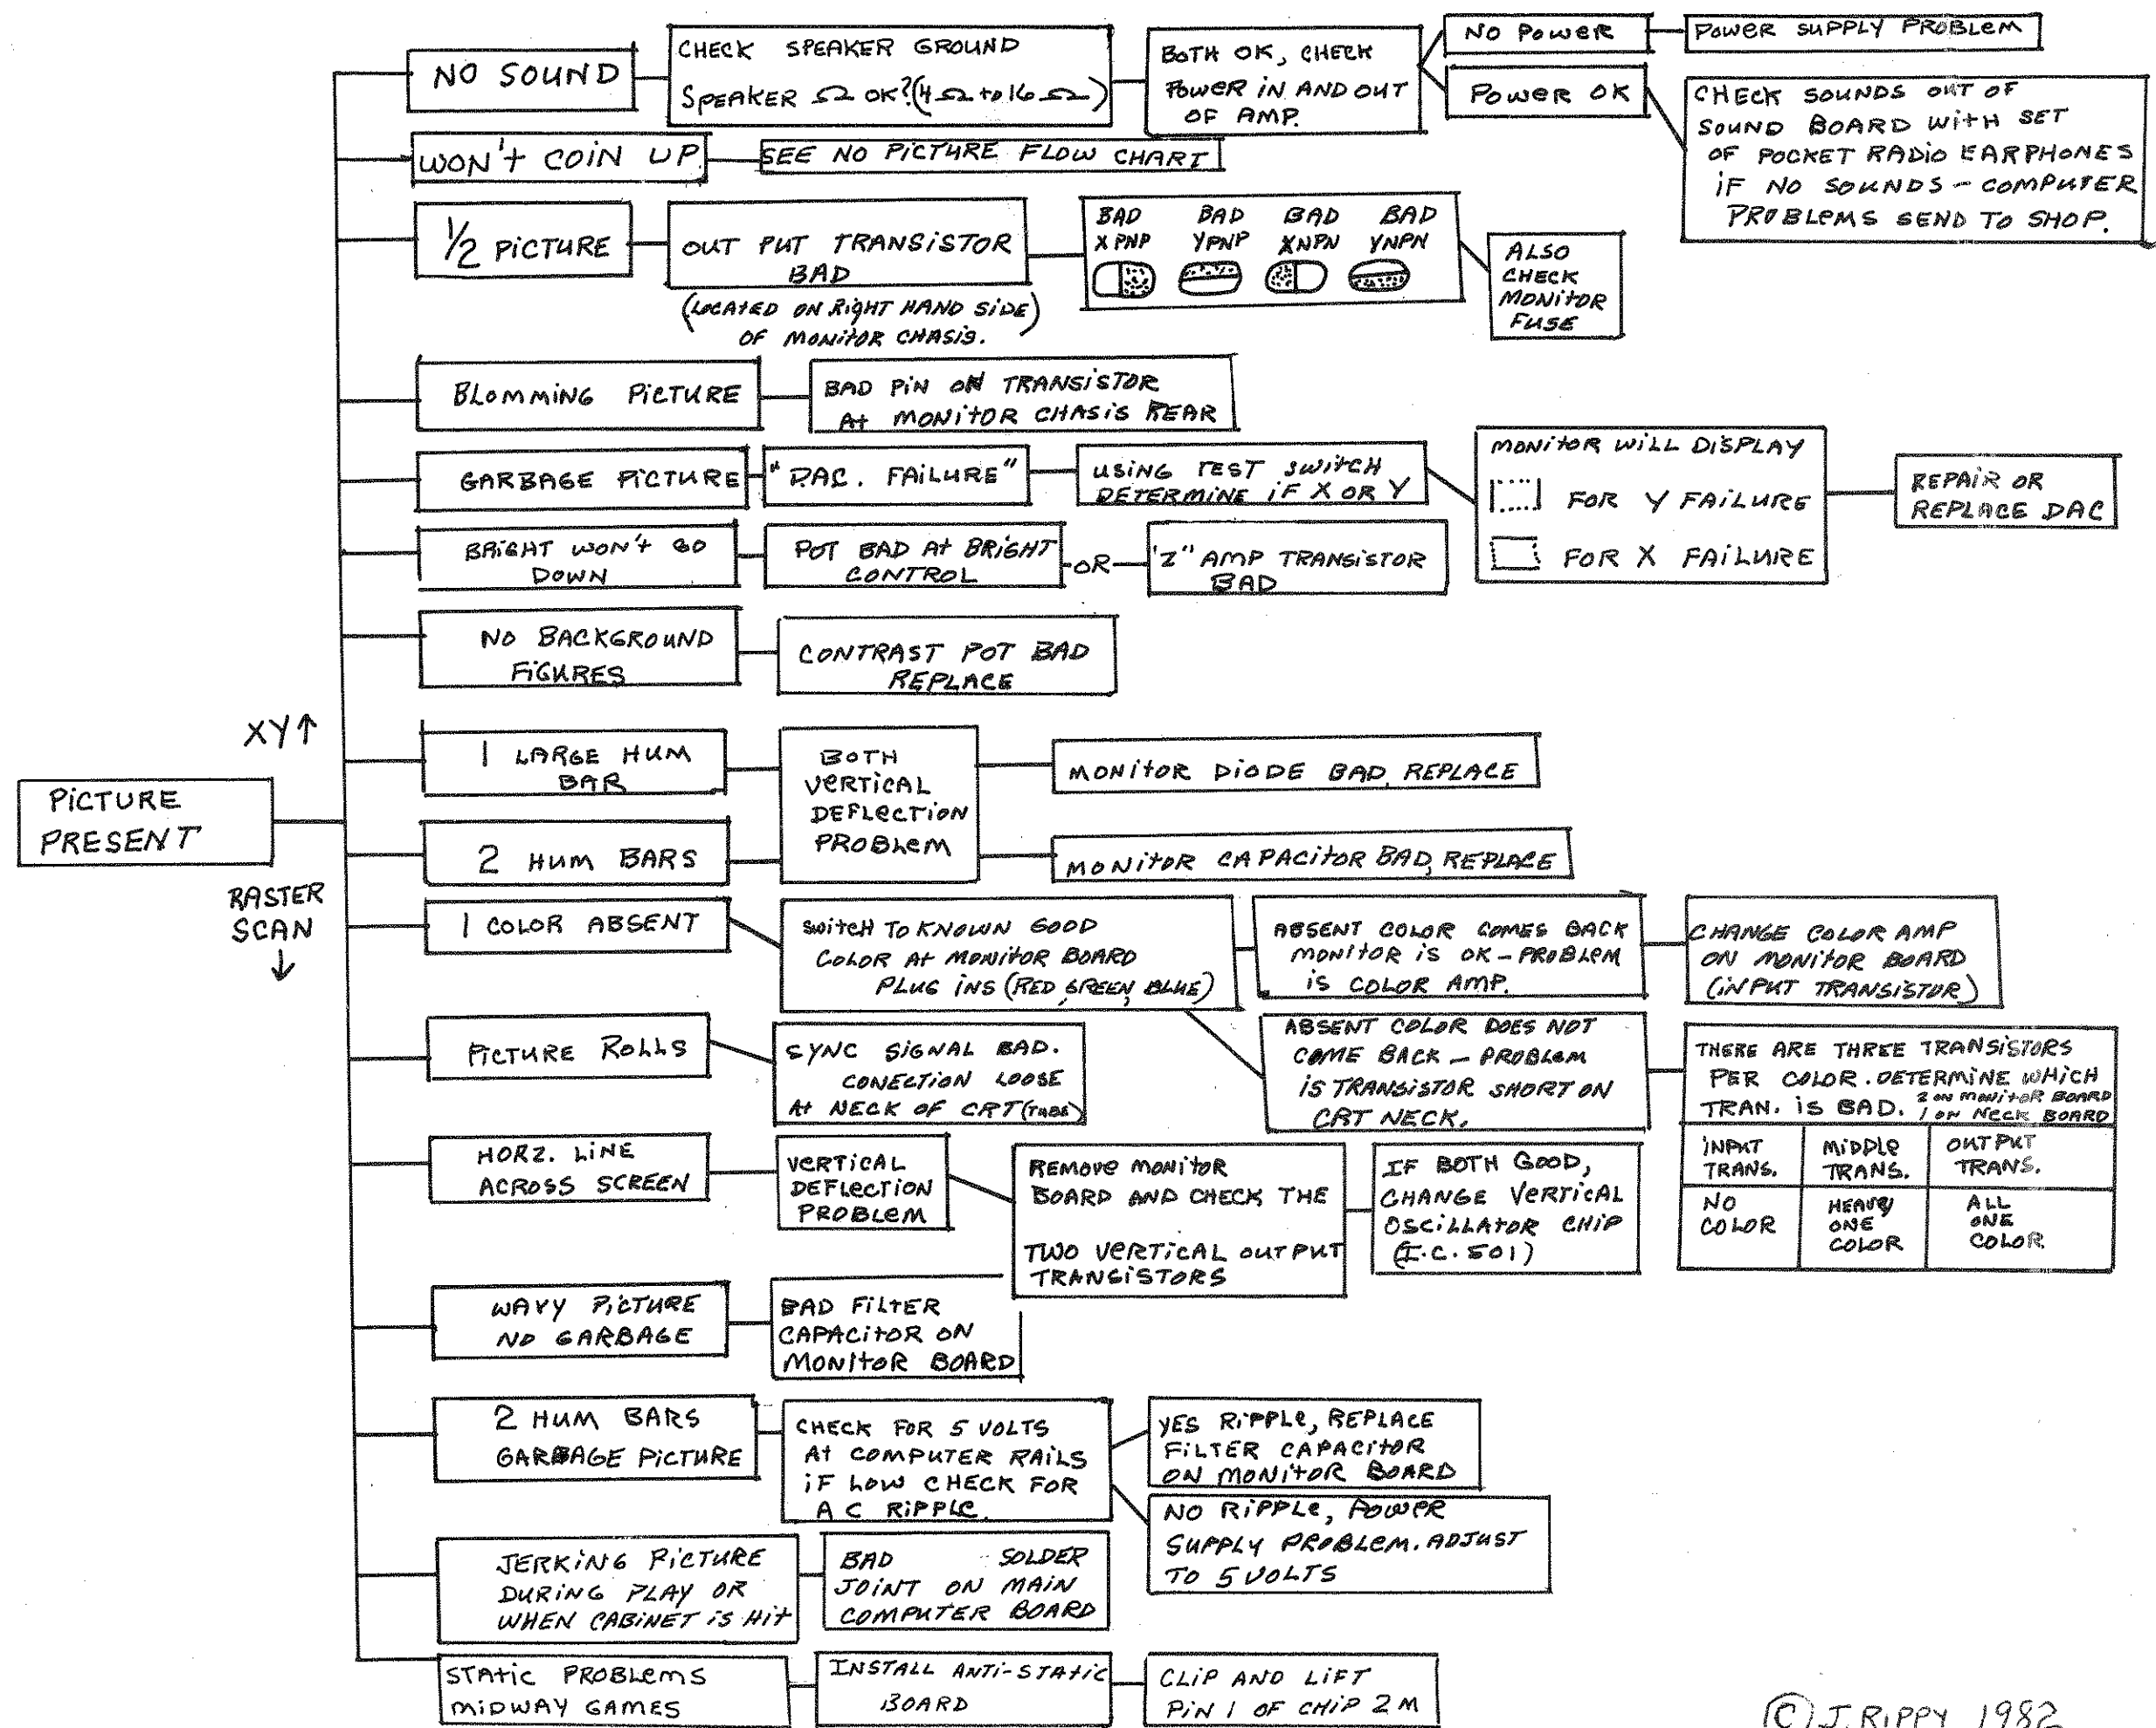 PICTURE
PRESENT
XY↑
RASTER
SCAN
↓
NO SOUND
CHECK SPEAKER GROUND
SPEAKER Ω OK? (4 Ω to 16 Ω)
BOTH OK, CHECK
POWER IN AND OUT
OF AMP.
NO POWER
POWER SUPPLY PROBLEM
POWER OK
CHECK SOUNDS OUT OF
SOUND BOARD WITH SET
OF POCKET RADIO EARPHONES
IF NO SOUNDS - COMPUTER
PROBLEMS SEND TO SHOP.
WON't COIN UP
SEE NO PICTURE FLOW CHART
1/2 PICTURE
OUT PUT TRANSISTOR
BAD
(LOCATED ON RIGHT HAND SIDE)
OF MONITOR CHASIS.
BAD BAD BAD BAD
XPNP YPNP XNPN YNPN
ALSO
CHECK
MONITOR
FUSE
BLOMMING PICTURE
BAD PIN ON TRANSISTOR
At MONITOR CHASIS REAR
GARBAGE PICTURE
"DAC. FAILURE"
USING TEST SWITCH
DETERMINE IF X OR Y
MONITOR WILL DISPLAY
FOR Y FAILURE
FOR X FAILURE
REPAIR OR
REPLACE DAC
BRIGHT WON't GO
DOWN
POT BAD At BRIGHT
CONTROL
OR
"Z" AMP TRANSISTOR
BAD
NO BACKGROUND
FIGURES
CONTRAST POT BAD
REPLACE
1 LARGE HUM
BAR
BOTH
VERTICAL
DEFLECTION
PROBLEM
MONITOR DIODE BAD, REPLACE
2 HUM BARS
MONITOR CAPACITOR BAD, REPLACE
1 COLOR ABSENT
SWITCH TO KNOWN GOOD
COLOR At MONITOR BOARD
PLUG INS (RED, GREEN, BLUE)
ABSENT COLOR COMES BACK
MONITOR IS OK - PROBLEM
IS COLOR AMP.
CHANGE COLOR AMP
ON MONITOR BOARD
(INPUT TRANSISTOR)
ABSENT COLOR DOES NOT
COME BACK - PROBLEM
IS TRANSISTOR SHORT ON
CRT NECK.
THERE ARE THREE TRANSISTORS
PER COLOR. DETERMINE WHICH
TRAN. IS BAD. 2 ON MONITOR BOARD
1 ON NECK BOARD
INPUT MIDDLE OUTPUT
TRANS. TRANS. TRANS.
NO HEAVY ALL
COLOR ONE ONE
COLOR COLOR
PICTURE ROLLS
SYNC SIGNAL BAD.
CONECTION LOOSE
At NECK OF CRT (TUBE)
HORZ. LINE
ACROSS SCREEN
VERTICAL
DEFLECTION
PROBLEM
REMOVE MONITOR
BOARD AND CHECK THE
TWO VERTICAL OUTPUT
TRANSISTORS
IF BOTH GOOD,
CHANGE VERTICAL
OSCILLATOR CHIP
(I.C. 501)
WAVY PICTURE
NO GARBAGE
BAD FILTER
CAPACITOR ON
MONITOR BOARD
2 HUM BARS
GARBAGE PICTURE
CHECK FOR 5 VOLTS
At COMPUTER RAILS
IF LOW CHECK FOR
A C RIPPLE.
YES RIPPLE, REPLACE
FILTER CAPACITOR
ON MONITOR BOARD
NO RIPPLE, POWER
SUPPLY PROBLEM. ADJUST
TO 5 VOLTS
JERKING PICTURE
DURING PLAY OR
WHEN CABINET IS HIT
BAD SOLDER
JOINT ON MAIN
COMPUTER BOARD
STATIC PROBLEMS
MIDWAY GAMES
INSTALL ANTI-STATIC
BOARD
CLIP AND LIFT
PIN 1 OF CHIP 2 M
© J. RIPPY 1982